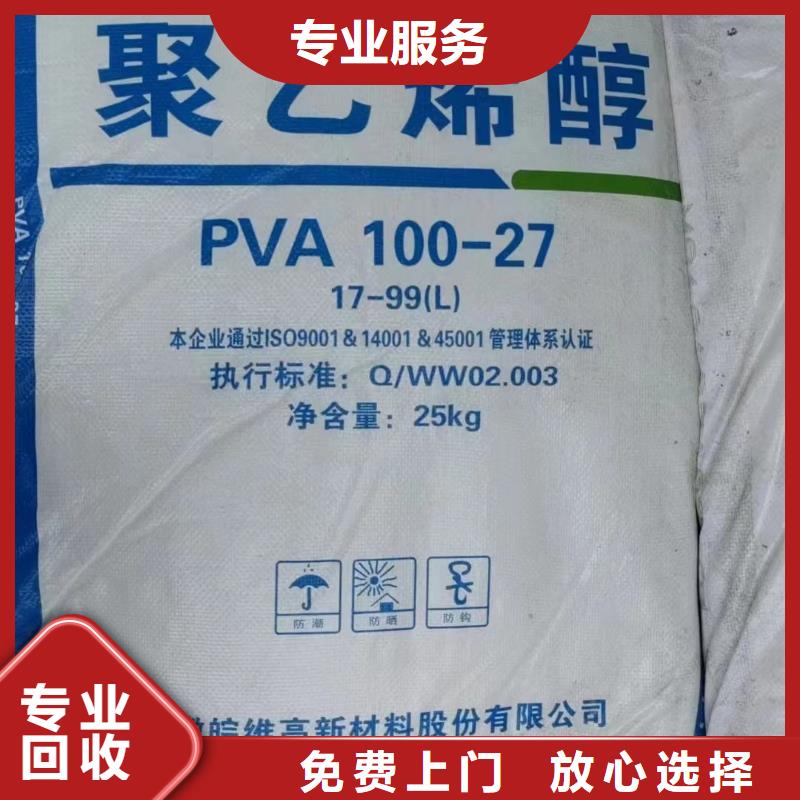 专业服务
聚乙烯醇
PVA 100-27
17-99(L)
本企业通过ISO9001＆14001＆45001管理体系认证
执行标准：Q/WW02.003
净含量：25kg
防潮
防晒
防钩
皖维高新材料股份有限公司
专业
回收
免费上门 放心选择